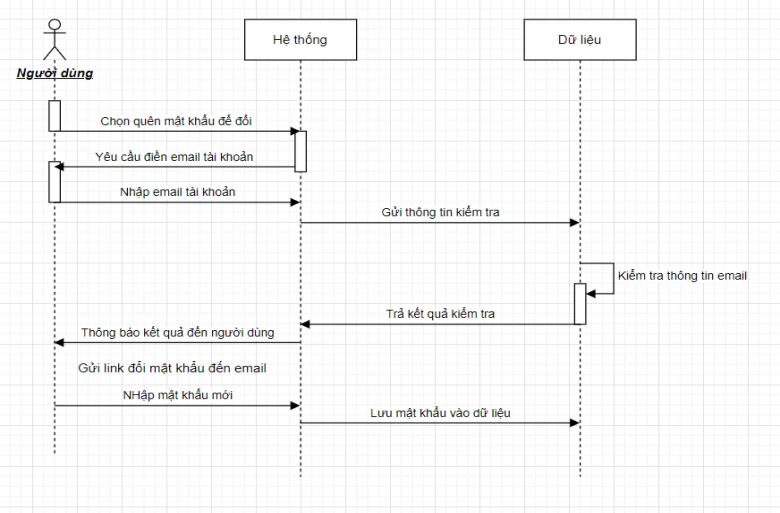 Hệ thống
Dữ liệu
Người dùng
Chọn quên mật khẩu để đổi
Yêu cầu điền email tài khoản
Nhập email tài khoản
Gửi thông tin kiểm tra
Kiểm tra thông tin email
Trả kết quả kiểm tra
Thông báo kết quả đến người dùng
Gửi link đổi mật khẩu đến email
NHập mật khẩu mới
Lưu mật khẩu vào dữ liệu